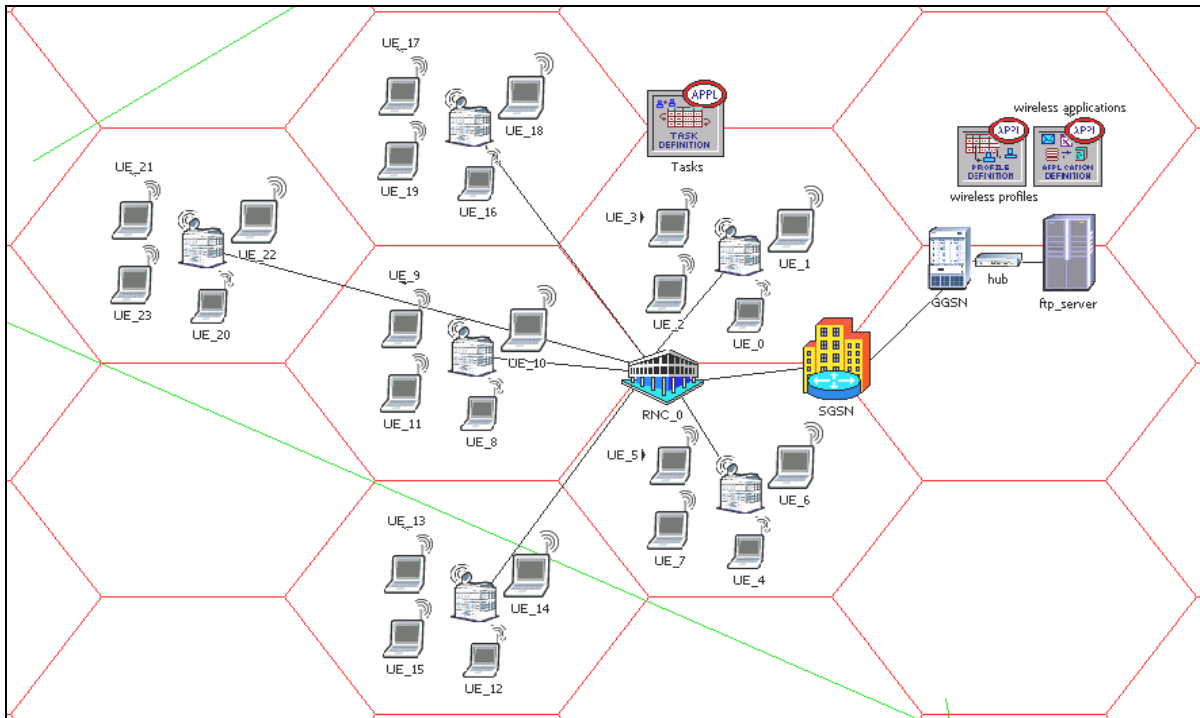 UE_17
UE_18
UE_19
UE_16
APPL
TASK
DEFINITION
Tasks
wireless applications
APPL
PROFILE
DEFINITION
APPL
APPLICATION
DEFINITION
wireless profiles
UE_21
UE_22
UE_23
UE_20
UE_3
UE_1
UE_2
UE_0
GGSN
hub
ftp_server
UE_9
UE_10
UE_11
UE_8
RNC_0
SGSN
UE_5
UE_6
UE_7
UE_4
UE_13
UE_14
UE_15
UE_12